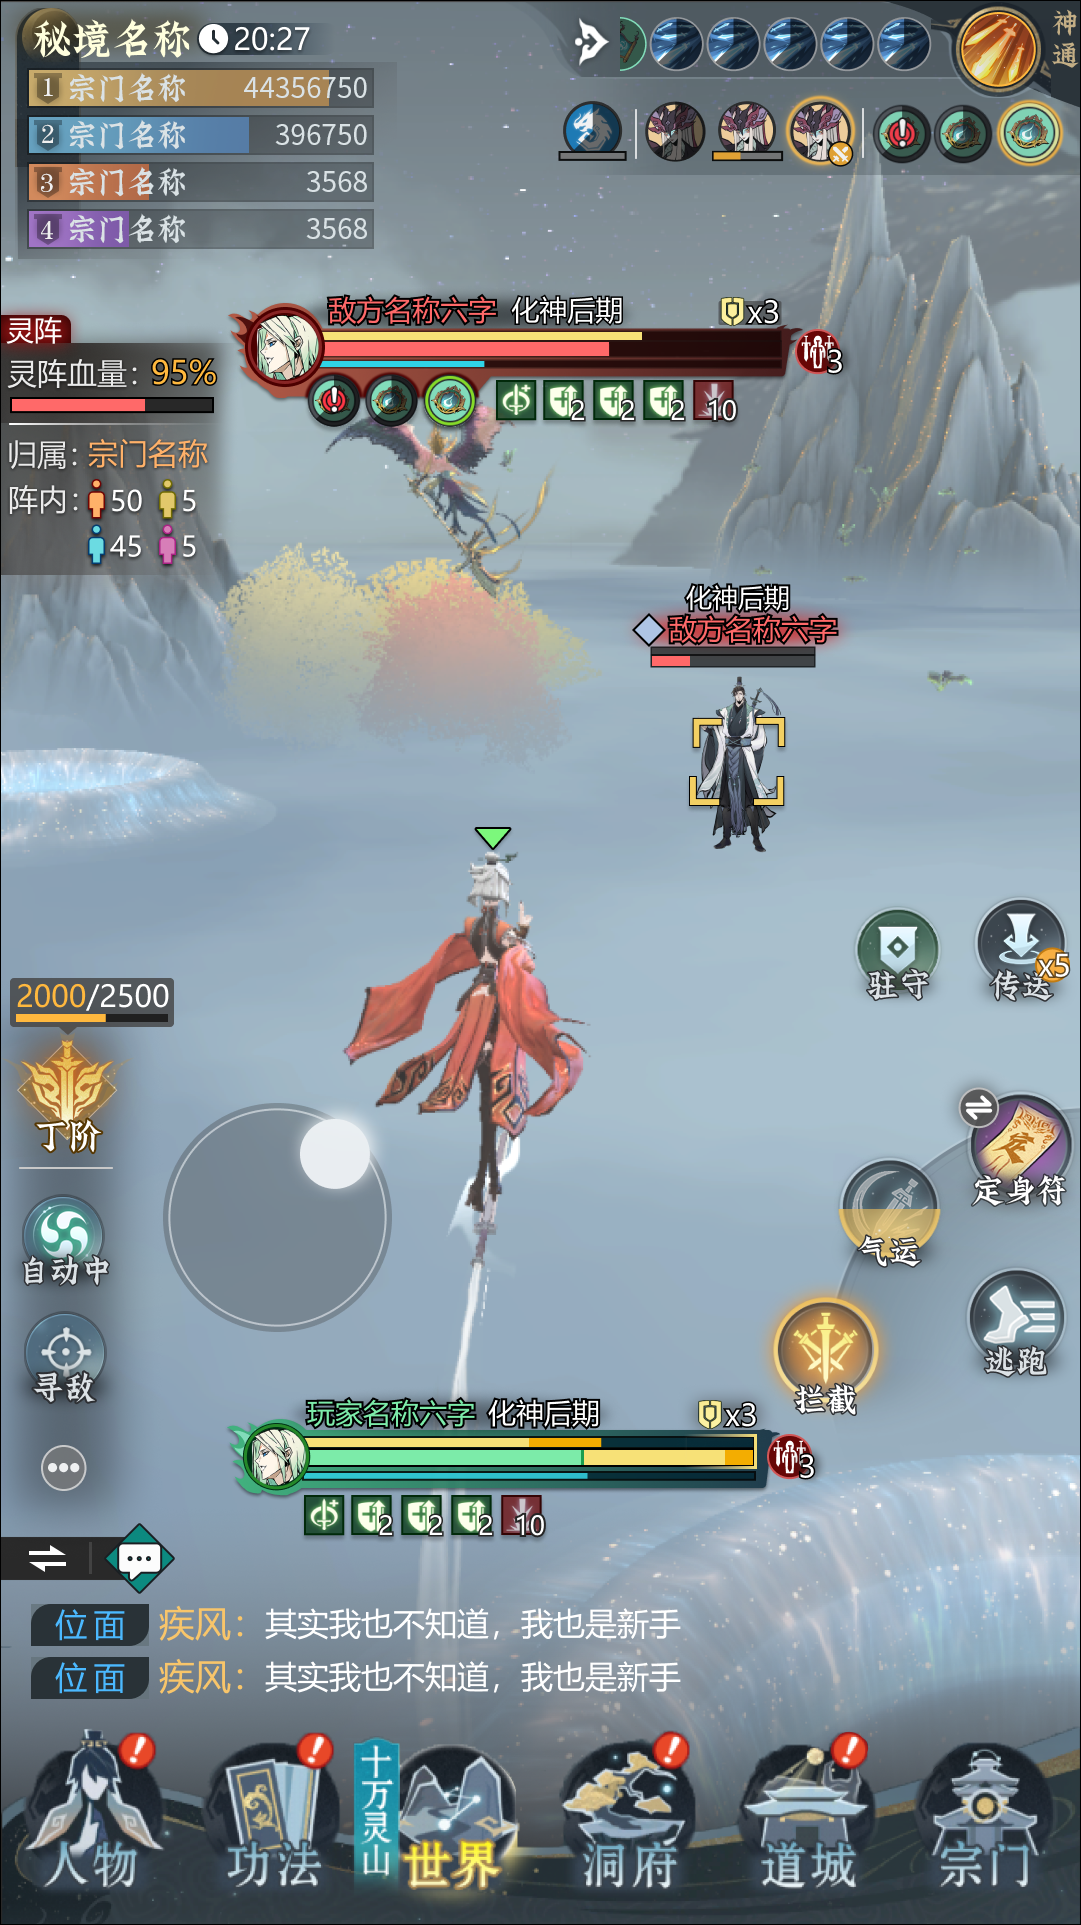 秘境名称 20:27
神通
1 宗门名称 44356750
2 宗门名称 396750
3 宗门名称 3568
4 宗门名称 3568
敌方名称六字 化神后期 x3
3
灵阵
灵阵血量：95%
2 2 2 10
归属：宗门名称
阵内：50 5
45 5
化神后期
敌方名称六字
驻守
传送 x5
2000/2500
丁阶
定
定身符
气运
自动中
寻敌
逃跑
拦截
玩家名称六字 化神后期 x3
3
2 2 2 10
位面 疾风：其实我也不知道，我也是新手
位面 疾风：其实我也不知道，我也是新手
人物
功法
十万灵山
世界
洞府
道城
宗门